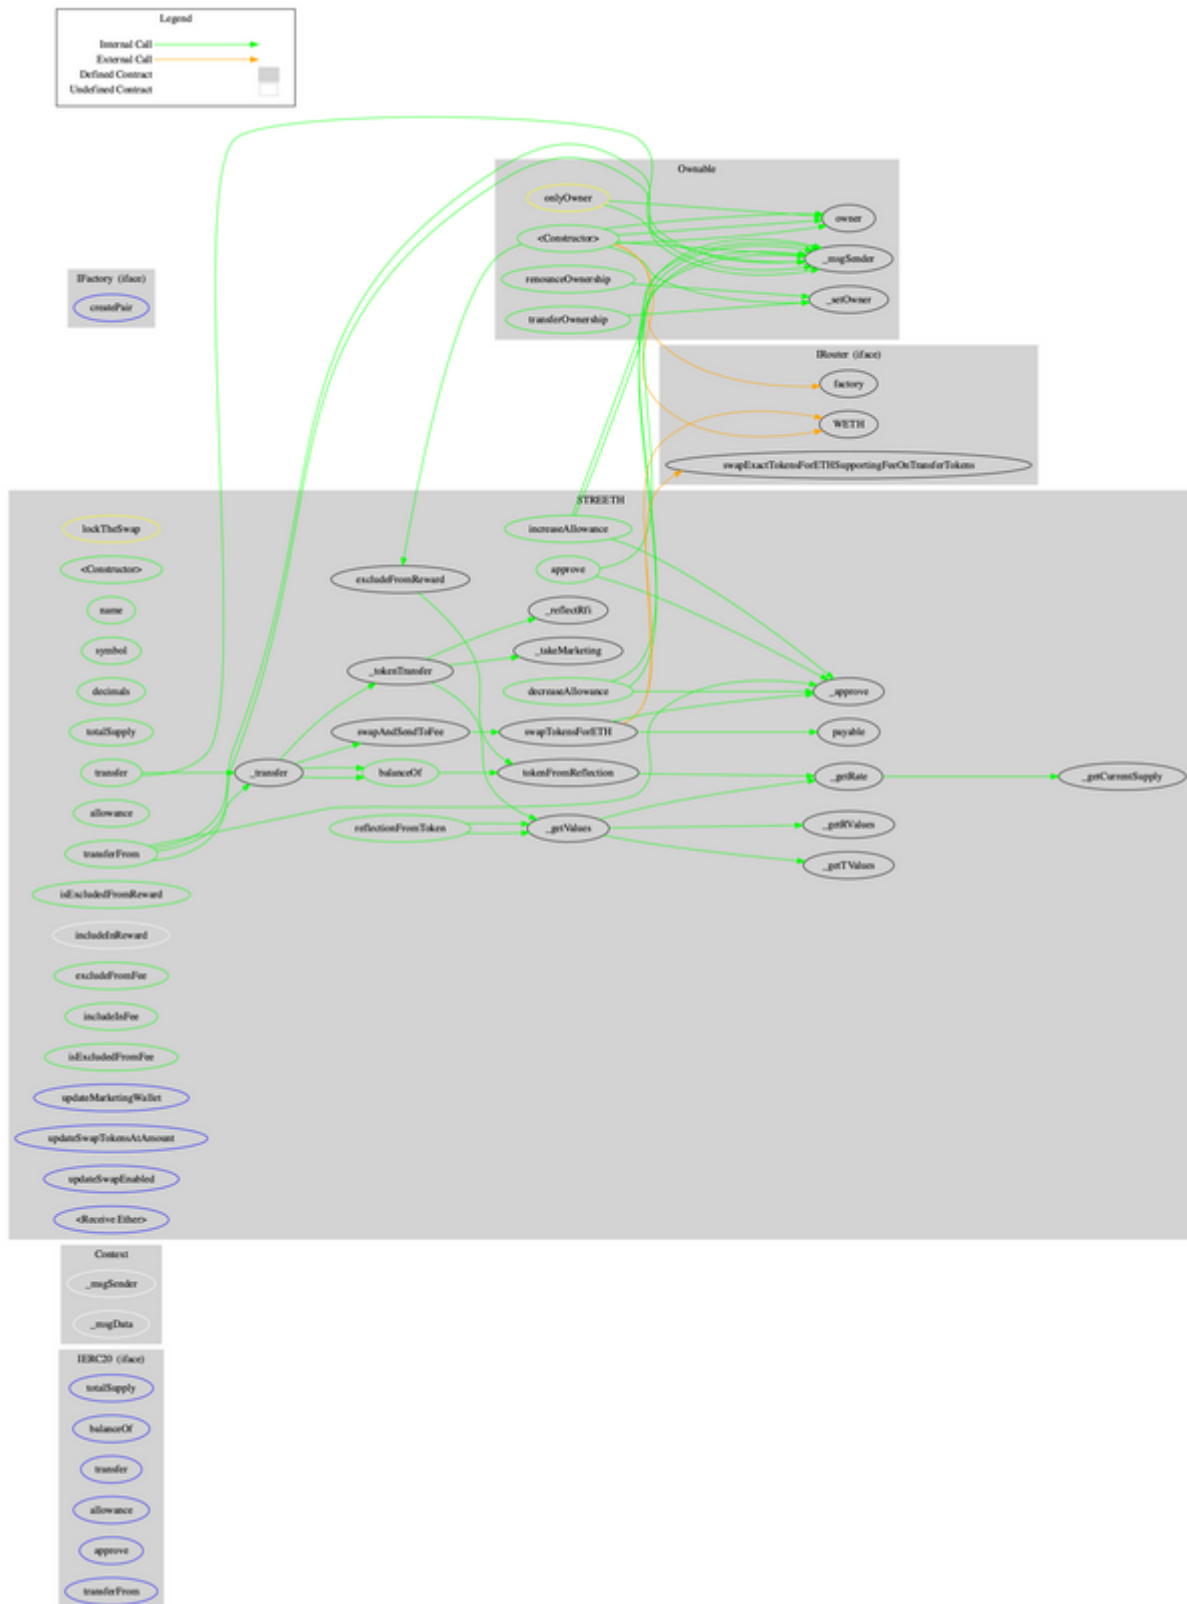 Legend
Internal Call
External Call
Defined Contract
Undefined Contract
Ownable
onlyOwner
owner
<Constructor>
_msgSender
renounceOwnership
_setOwner
transferOwnership
IFactory (iface)
createPair
IRouter (iface)
factory
WETH
swapExactTokensForETHSupportingFeeOnTransferTokens
STREETH
lockTheSwap
increaseAllowance
<Constructor>
excludeFromReward
approve
name
_reflectRfi
symbol
_takeMarketing
_tokenTransfer
decimals
decreaseAllowance
_approve
totalSupply
swapAndSendToFee
swapTokensForETH
payable
transfer
_transfer
balanceOf
tokenFromReflection
_getRate
_getCurrentSupply
allowance
reflectionFromToken
_getValues
_getRValues
transferFrom
_getTValues
isExcludedFromReward
includeInReward
excludeFromFee
includeInFee
isExcludedFromFee
updateMarketingWallet
updateSwapTokensAtAmount
updateSwapEnabled
<Receive Ether>
Context
_msgSender
_msgData
IERC20 (iface)
totalSupply
balanceOf
transfer
allowance
approve
transferFrom